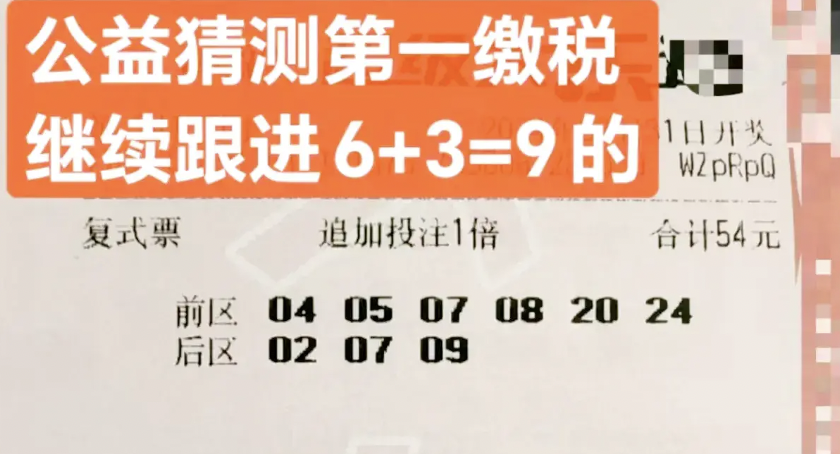 公益猜测第一缴税
继续跟进6+3=9的
31日开奖
WZpRpQ
复式票 追加投注1倍 合计54元
前区 04 05 07 08 20 24
后区 02 07 09